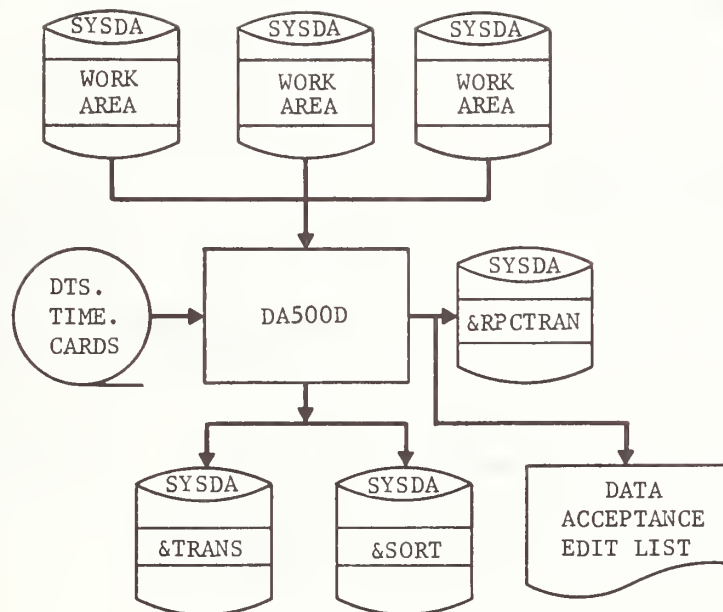 SYSDA
WORK
AREA
SYSDA
WORK
AREA
SYSDA
WORK
AREA
DTS.
TIME.
CARDS
DA500D
SYSDA
&RPCTRAN
SYSDA
&TRANS
SYSDA
&SORT
DATA
ACCEPTANCE
EDIT LIST